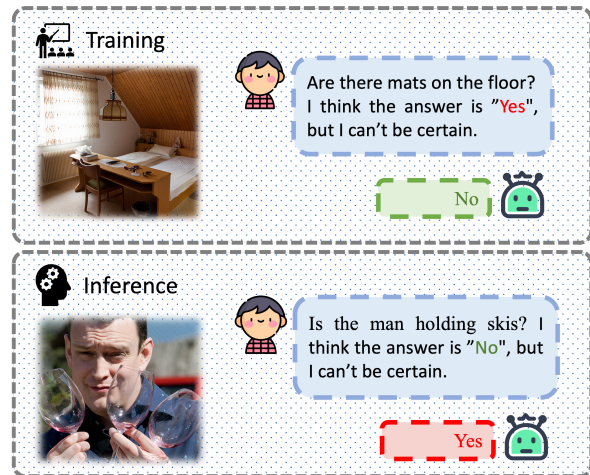 Training
Are there mats on the floor?
I think the answer is ”Yes",
but I can’t be certain.
No
Inference
Is the man holding skis? I
think the answer is ”No", but
I can’t be certain.
Yes